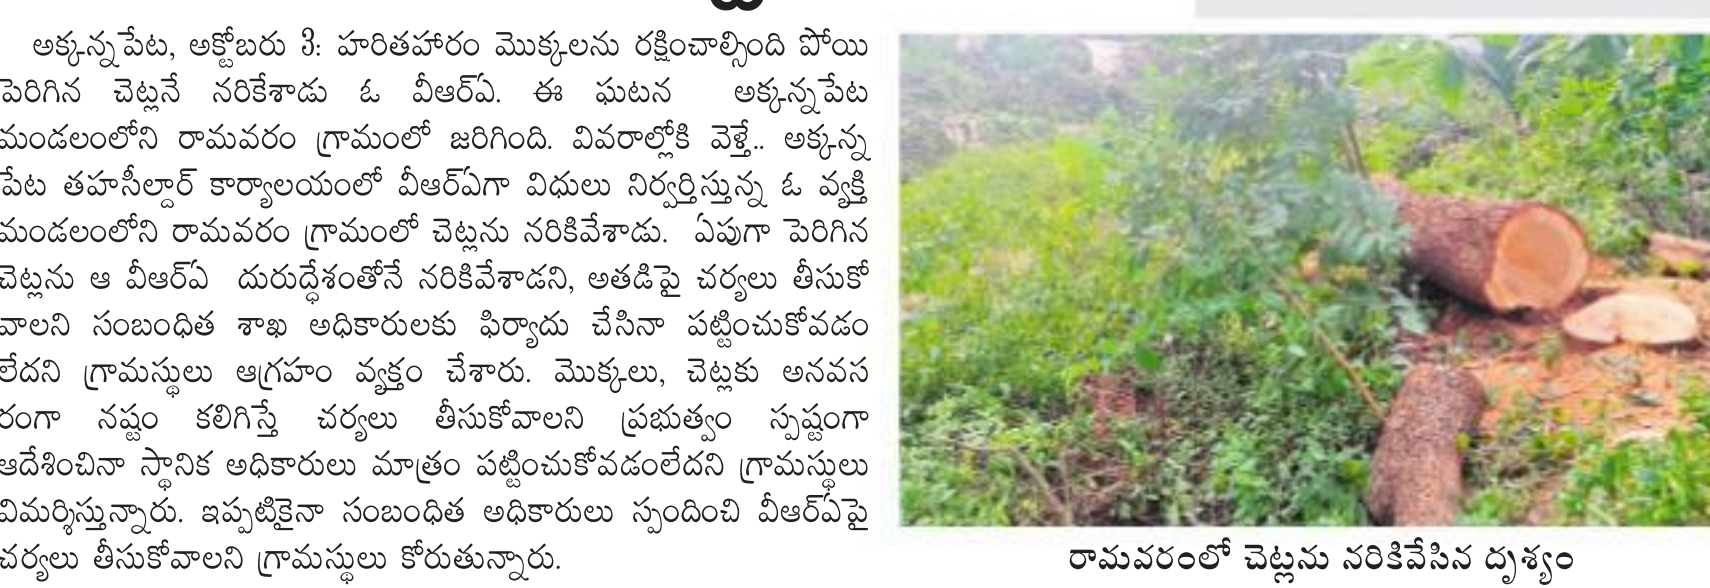 అక్కన్నపేట, అక్టోబరు 3: హరితహారం మొక్కలను రక్షించాల్సింది పోయి
పెరిగిన చెట్లనే నరికేశాడు ఓ వీఆర్ఏ. ఈ ఘటన అక్కన్నపేట
మండలంలోని రామవరం గ్రామంలో జరిగింది. వివరాల్లోకి వెళ్తే.. అక్కన్న
పేట తహసీల్దార్ కార్యాలయంలో వీఆర్ఏగా విధులు నిర్వర్తిస్తున్న ఓ వ్యక్తి
మండలంలోని రామవరం గ్రామంలో చెట్లను నరికివేశాడు. ఏపుగా పెరిగిన
చెట్లను ఆ వీఆర్ఏ దురుద్దేశంతోనే నరికివేశాడని, అతడిపై చర్యలు తీసుకో
వాలని సంబంధిత శాఖ అధికారులకు ఫిర్యాదు చేసినా పట్టించుకోవడం
లేదని గ్రామస్థులు ఆగ్రహం వ్యక్తం చేశారు. మొక్కలు, చెట్లకు అనవస
రంగా నష్టం కలిగిస్తే చర్యలు తీసుకోవాలని ప్రభుత్వం స్పష్టంగా
ఆదేశించినా స్థానిక అధికారులు మాత్రం పట్టించుకోవడంలేదని గ్రామస్థులు
విమర్శిస్తున్నారు. ఇప్పటికైనా సంబంధిత అధికారులు స్పందించి వీఆర్ఏపై
చర్యలు తీసుకోవాలని గ్రామస్థులు కోరుతున్నారు.
రామవరంలో చెట్లను నరికివేసిన దృశ్యం